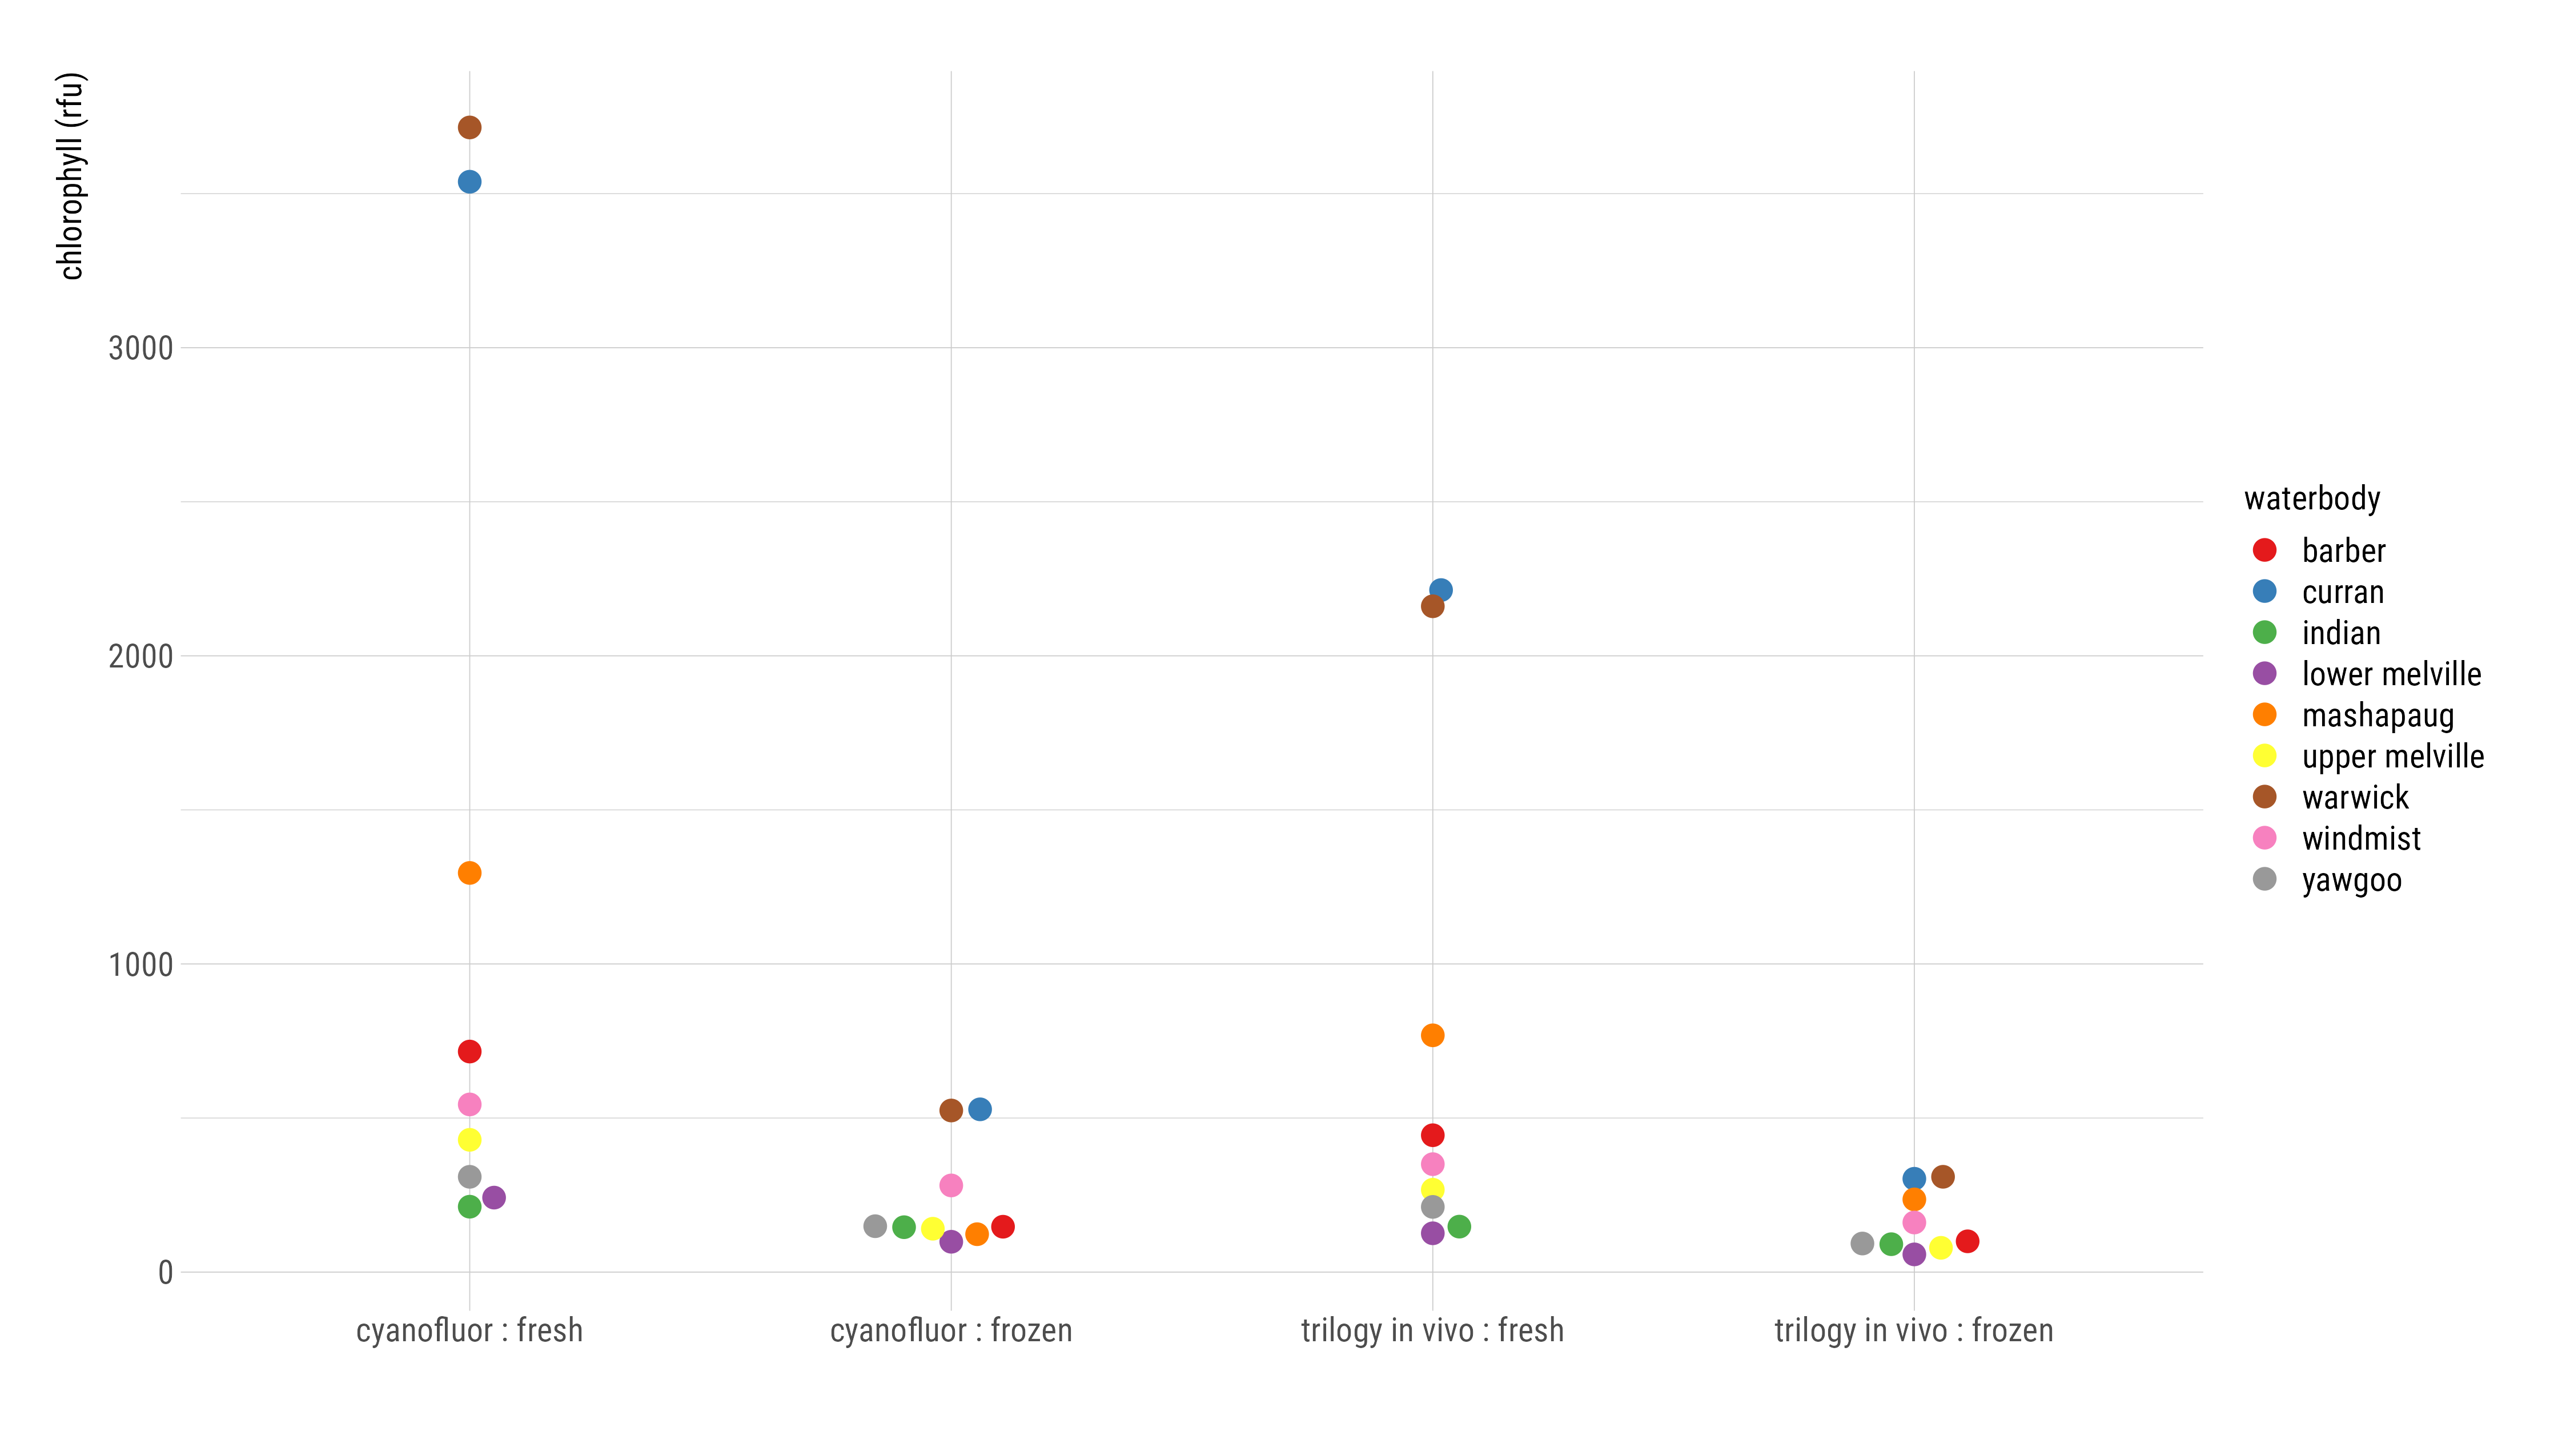 chlorophyll (rfu)
3000
2000
1000
0
cyanofluor : fresh
cyanofluor : frozen
trilogy in vivo : fresh
trilogy in vivo : frozen
waterbody
barber
curran
indian
lower melville
mashapaug
upper melville
warwick
windmist
yawgoo